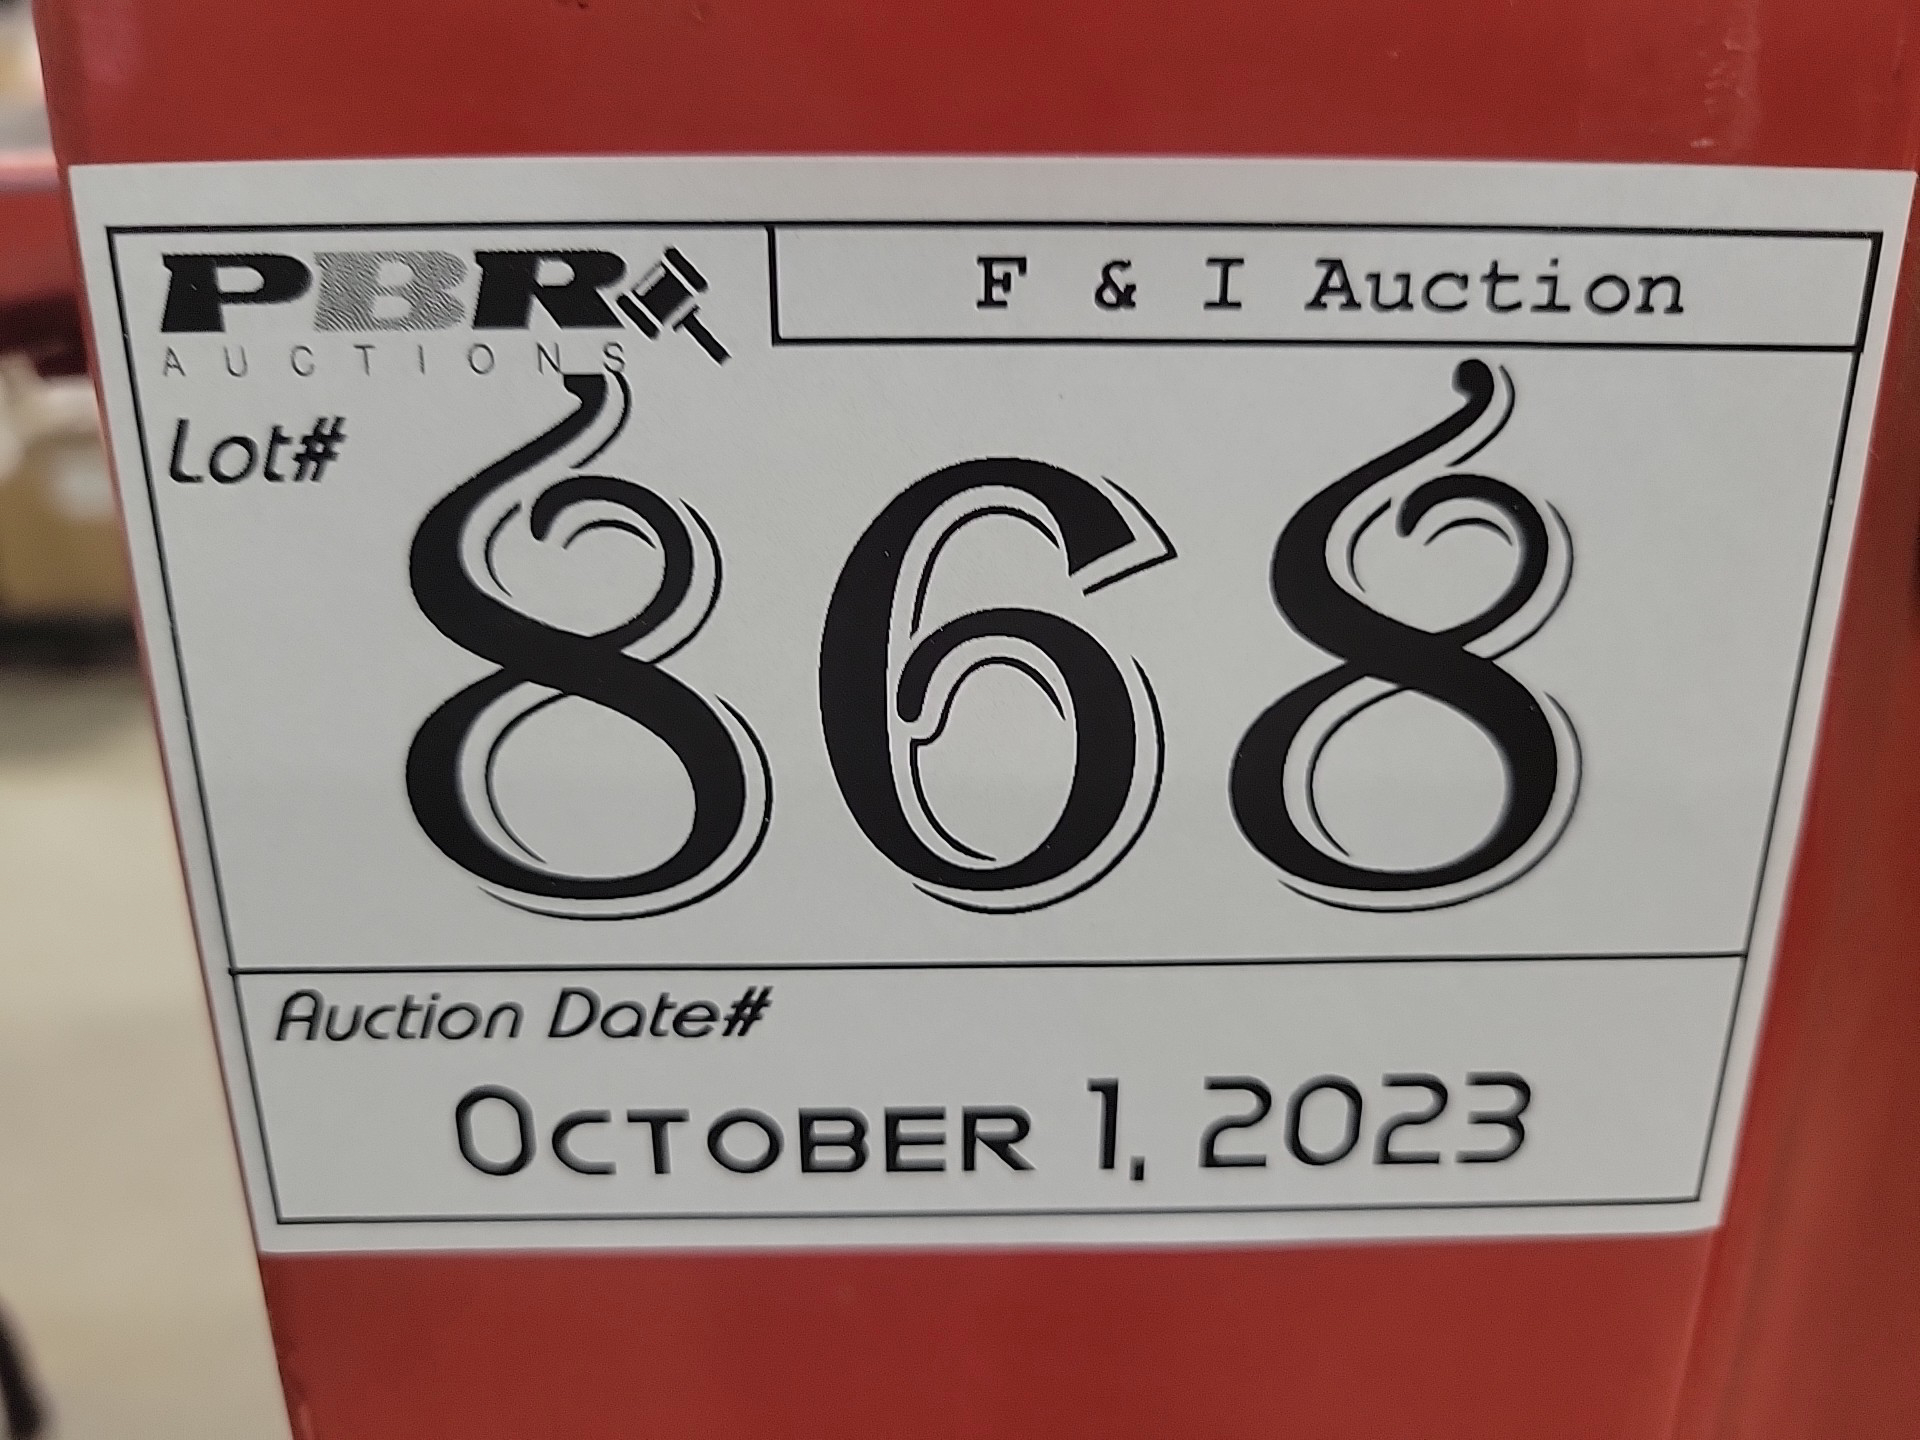 PBR
AUCTIONS
F & I Auction
Lot#
868
Auction Date#
October 1, 2023